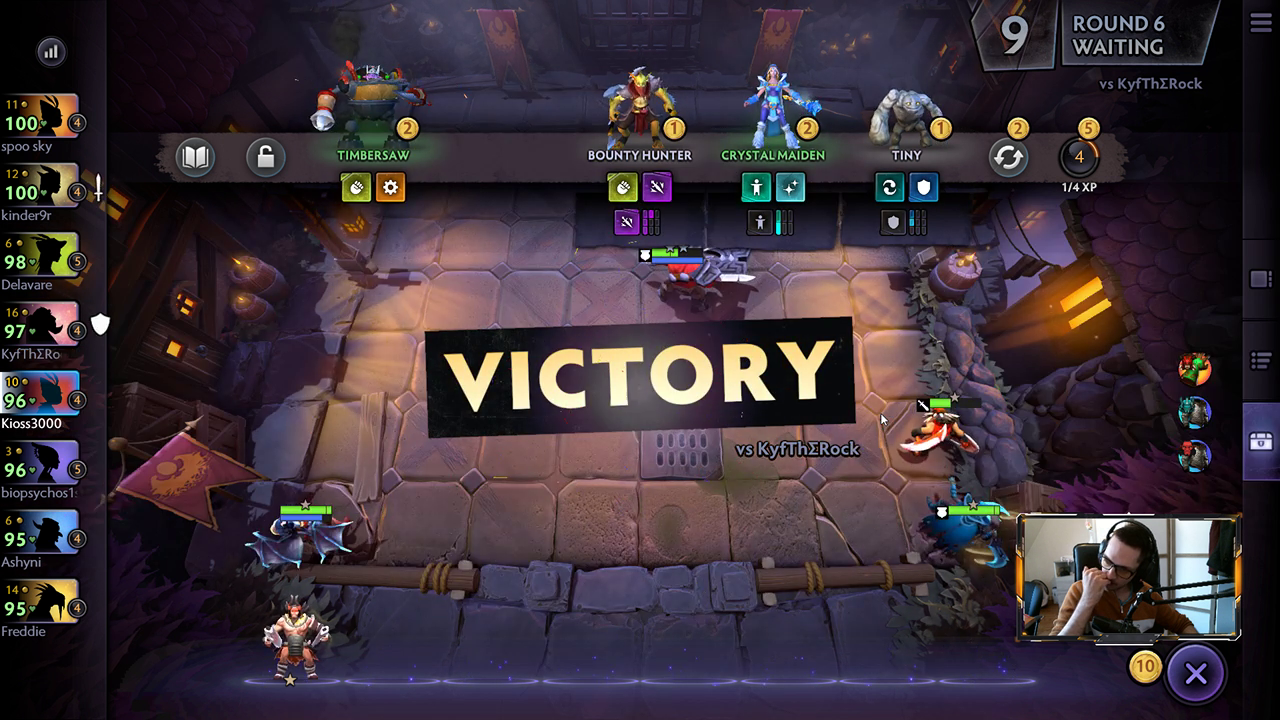 9
ROUND 6
WAITING
vs KyfThΣRock
2
1
2
1
2
5
TIMBERSAW
BOUNTY HUNTER
CRYSTAL MAIDEN
TINY
4
1/4 XP
11
100
4
spoo sky
12
100
4
kinder9r
6
98
5
Delavare
16
97
4
KyfThΣRo
10
96
4
Kioss3000
3
96
5
biopsychos1
6
95
4
Ashyni
14
95
4
Freddie
VICTORY
vs KyfThΣRock
10